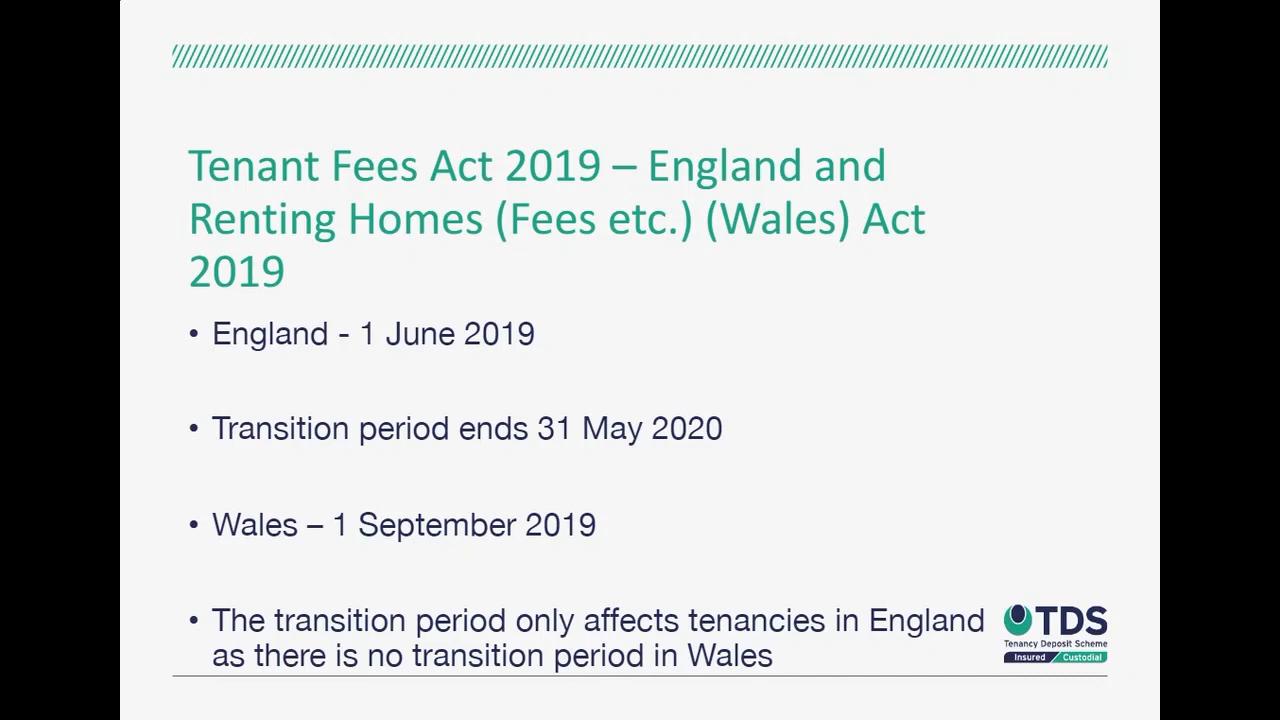 Tenant Fees Act 2019 – England and
Renting Homes (Fees etc.) (Wales) Act
2019
• England - 1 June 2019
• Transition period ends 31 May 2020
• Wales – 1 September 2019
• The transition period only affects tenancies in England
as there is no transition period in Wales
TDS
Tenancy Deposit Scheme
Insured Custodial